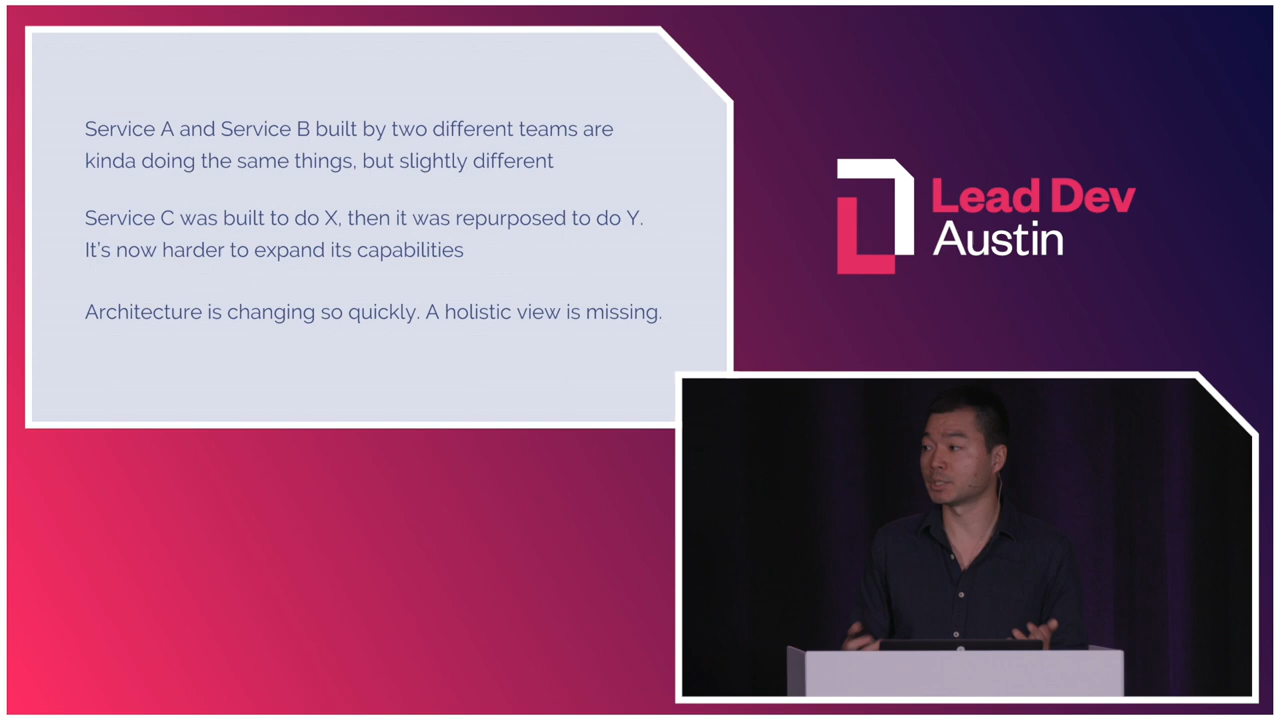 Service A and Service B built by two different teams are
kinda doing the same things, but slightly different
Service C was built to do X, then it was repurposed to do Y.
It's now harder to expand its capabilities
Architecture is changing so quickly. A holistic view is missing.
Lead Dev
Austin